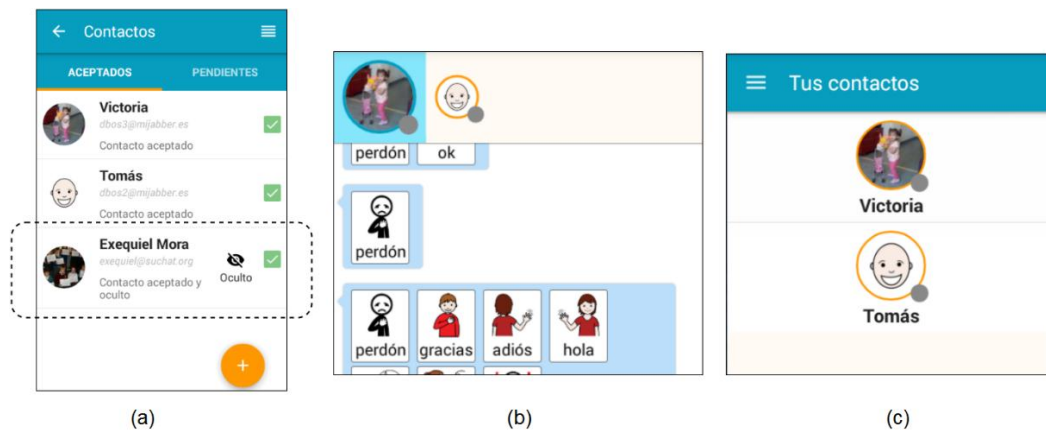 Contactos
ACEPTADOS PENDIENTES
Victoria
dbos3@mijabber.es
Contacto aceptado
Tomás
dbos2@mijabber.es
Contacto aceptado
Exequiel Mora
exequiel@suchat.org
Oculto
Contacto aceptado y
oculto
+
(a)
perdón ok
perdón
perdón gracias adiós hola
(b)
Tus contactos
Victoria
Tomás
(c)